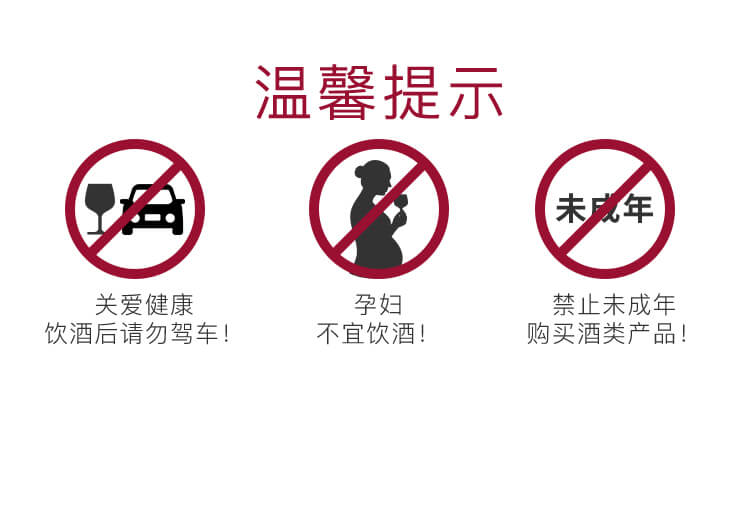 温馨提示
未成年
关爱健康
饮酒后请勿驾车！
孕妇
不宜饮酒！
禁止未成年
购买酒类产品！